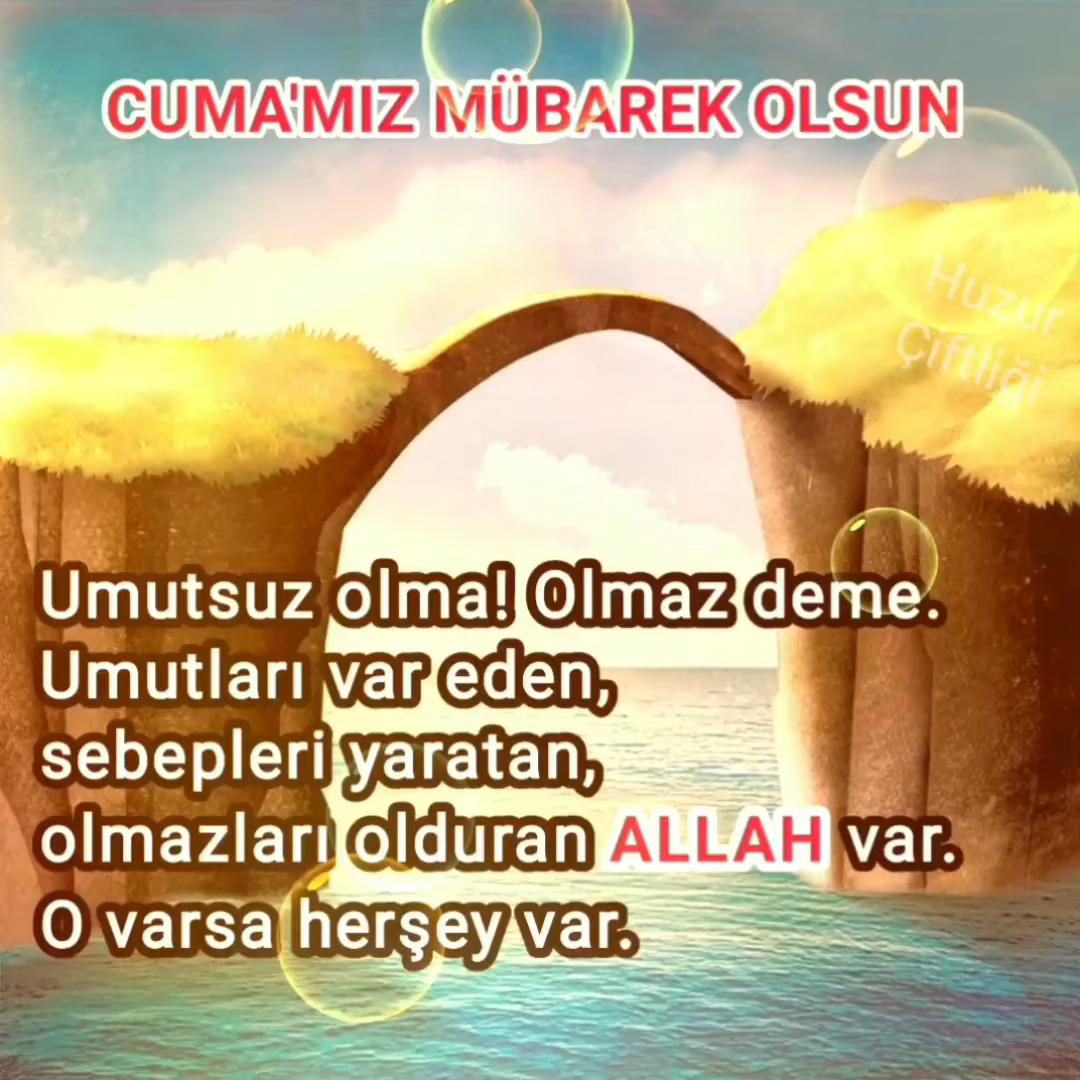 CUMA'MIZ MÜBAREK OLSUN
Huzur
Çiftliği
Umutsuz olma! Olmaz deme.
Umutları var eden,
sebepleri yaratan,
olmazları olduran ALLAH var.
O varsa herşey var.